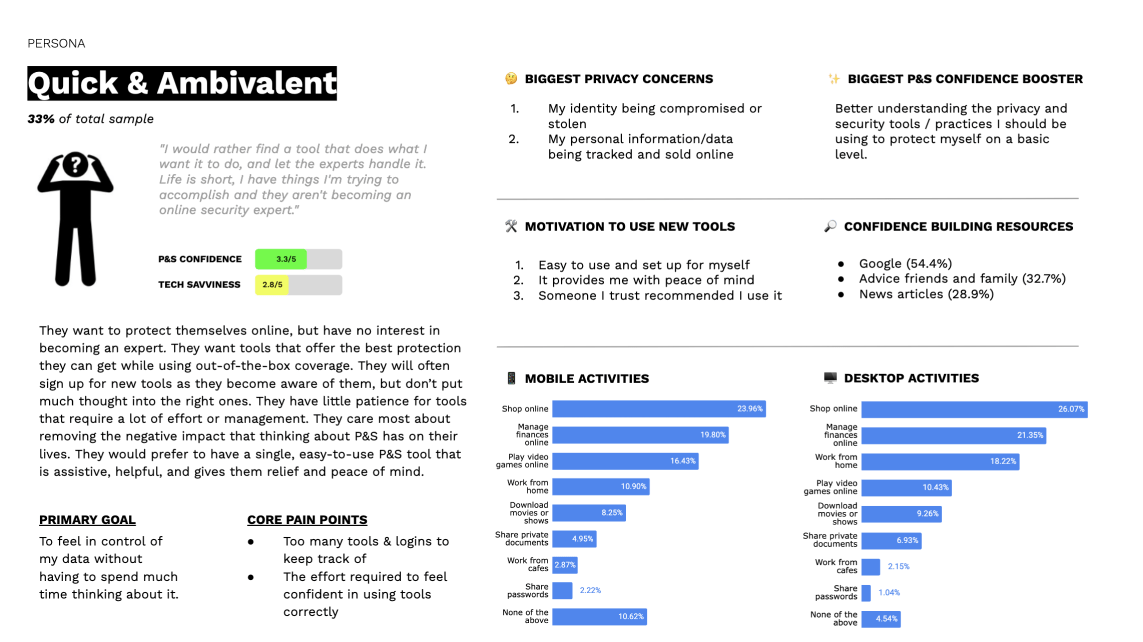 PERSONA
Quick & Ambivalent
33% of total sample
?
"I would rather find a tool that does what I
want it to do, and let the experts handle it.
Life is short, I have things I'm trying to
accomplish and they aren't becoming an
online security expert."
P&S CONFIDENCE 3.3/5
TECH SAVVINESS 2.8/5
They want to protect themselves online, but have no interest in
becoming an expert. They want tools that offer the best protection
they can get while using out-of-the-box coverage. They will often
sign up for new tools as they become aware of them, but don't put
much thought into the right ones. They have little patience for tools
that require a lot of effort or management. They care most about
removing the negative impact that thinking about P&S has on their
lives. They would prefer to have a single, easy-to-use P&S tool that
is assistive, helpful, and gives them relief and peace of mind.
PRIMARY GOAL
To feel in control of
my data without
having to spend much
time thinking about it.
CORE PAIN POINTS
● Too many tools & logins to
keep track of
● The effort required to feel
confident in using tools
correctly
🤔 BIGGEST PRIVACY CONCERNS
1. My identity being compromised or
stolen
2. My personal information/data
being tracked and sold online
✨ BIGGEST P&S CONFIDENCE BOOSTER
Better understanding the privacy and
security tools / practices I should be
using to protect myself on a basic
level.
🛠 MOTIVATION TO USE NEW TOOLS
1. Easy to use and set up for myself
2. It provides me with peace of mind
3. Someone I trust recommended I use it
🔎 CONFIDENCE BUILDING RESOURCES
● Google (54.4%)
● Advice friends and family (32.7%)
● News articles (28.9%)
📱 MOBILE ACTIVITIES
Shop online 23.96%
Manage
finances
online 19.80%
Play video
games online 16.43%
Work from
home 10.90%
Download
movies or
shows 8.25%
Share private
documents 4.95%
Work from
cafes 2.87%
Share
passwords 2.22%
None of the
above 10.62%
🖥 DESKTOP ACTIVITIES
Shop online 26.07%
Manage
finances
online 21.35%
Work from
home 18.22%
Play video
games online 10.43%
Download
movies or
shows 9.26%
Share private
documents 6.93%
Work from
cafes 2.15%
Share
passwords 1.04%
None of the
above 4.54%